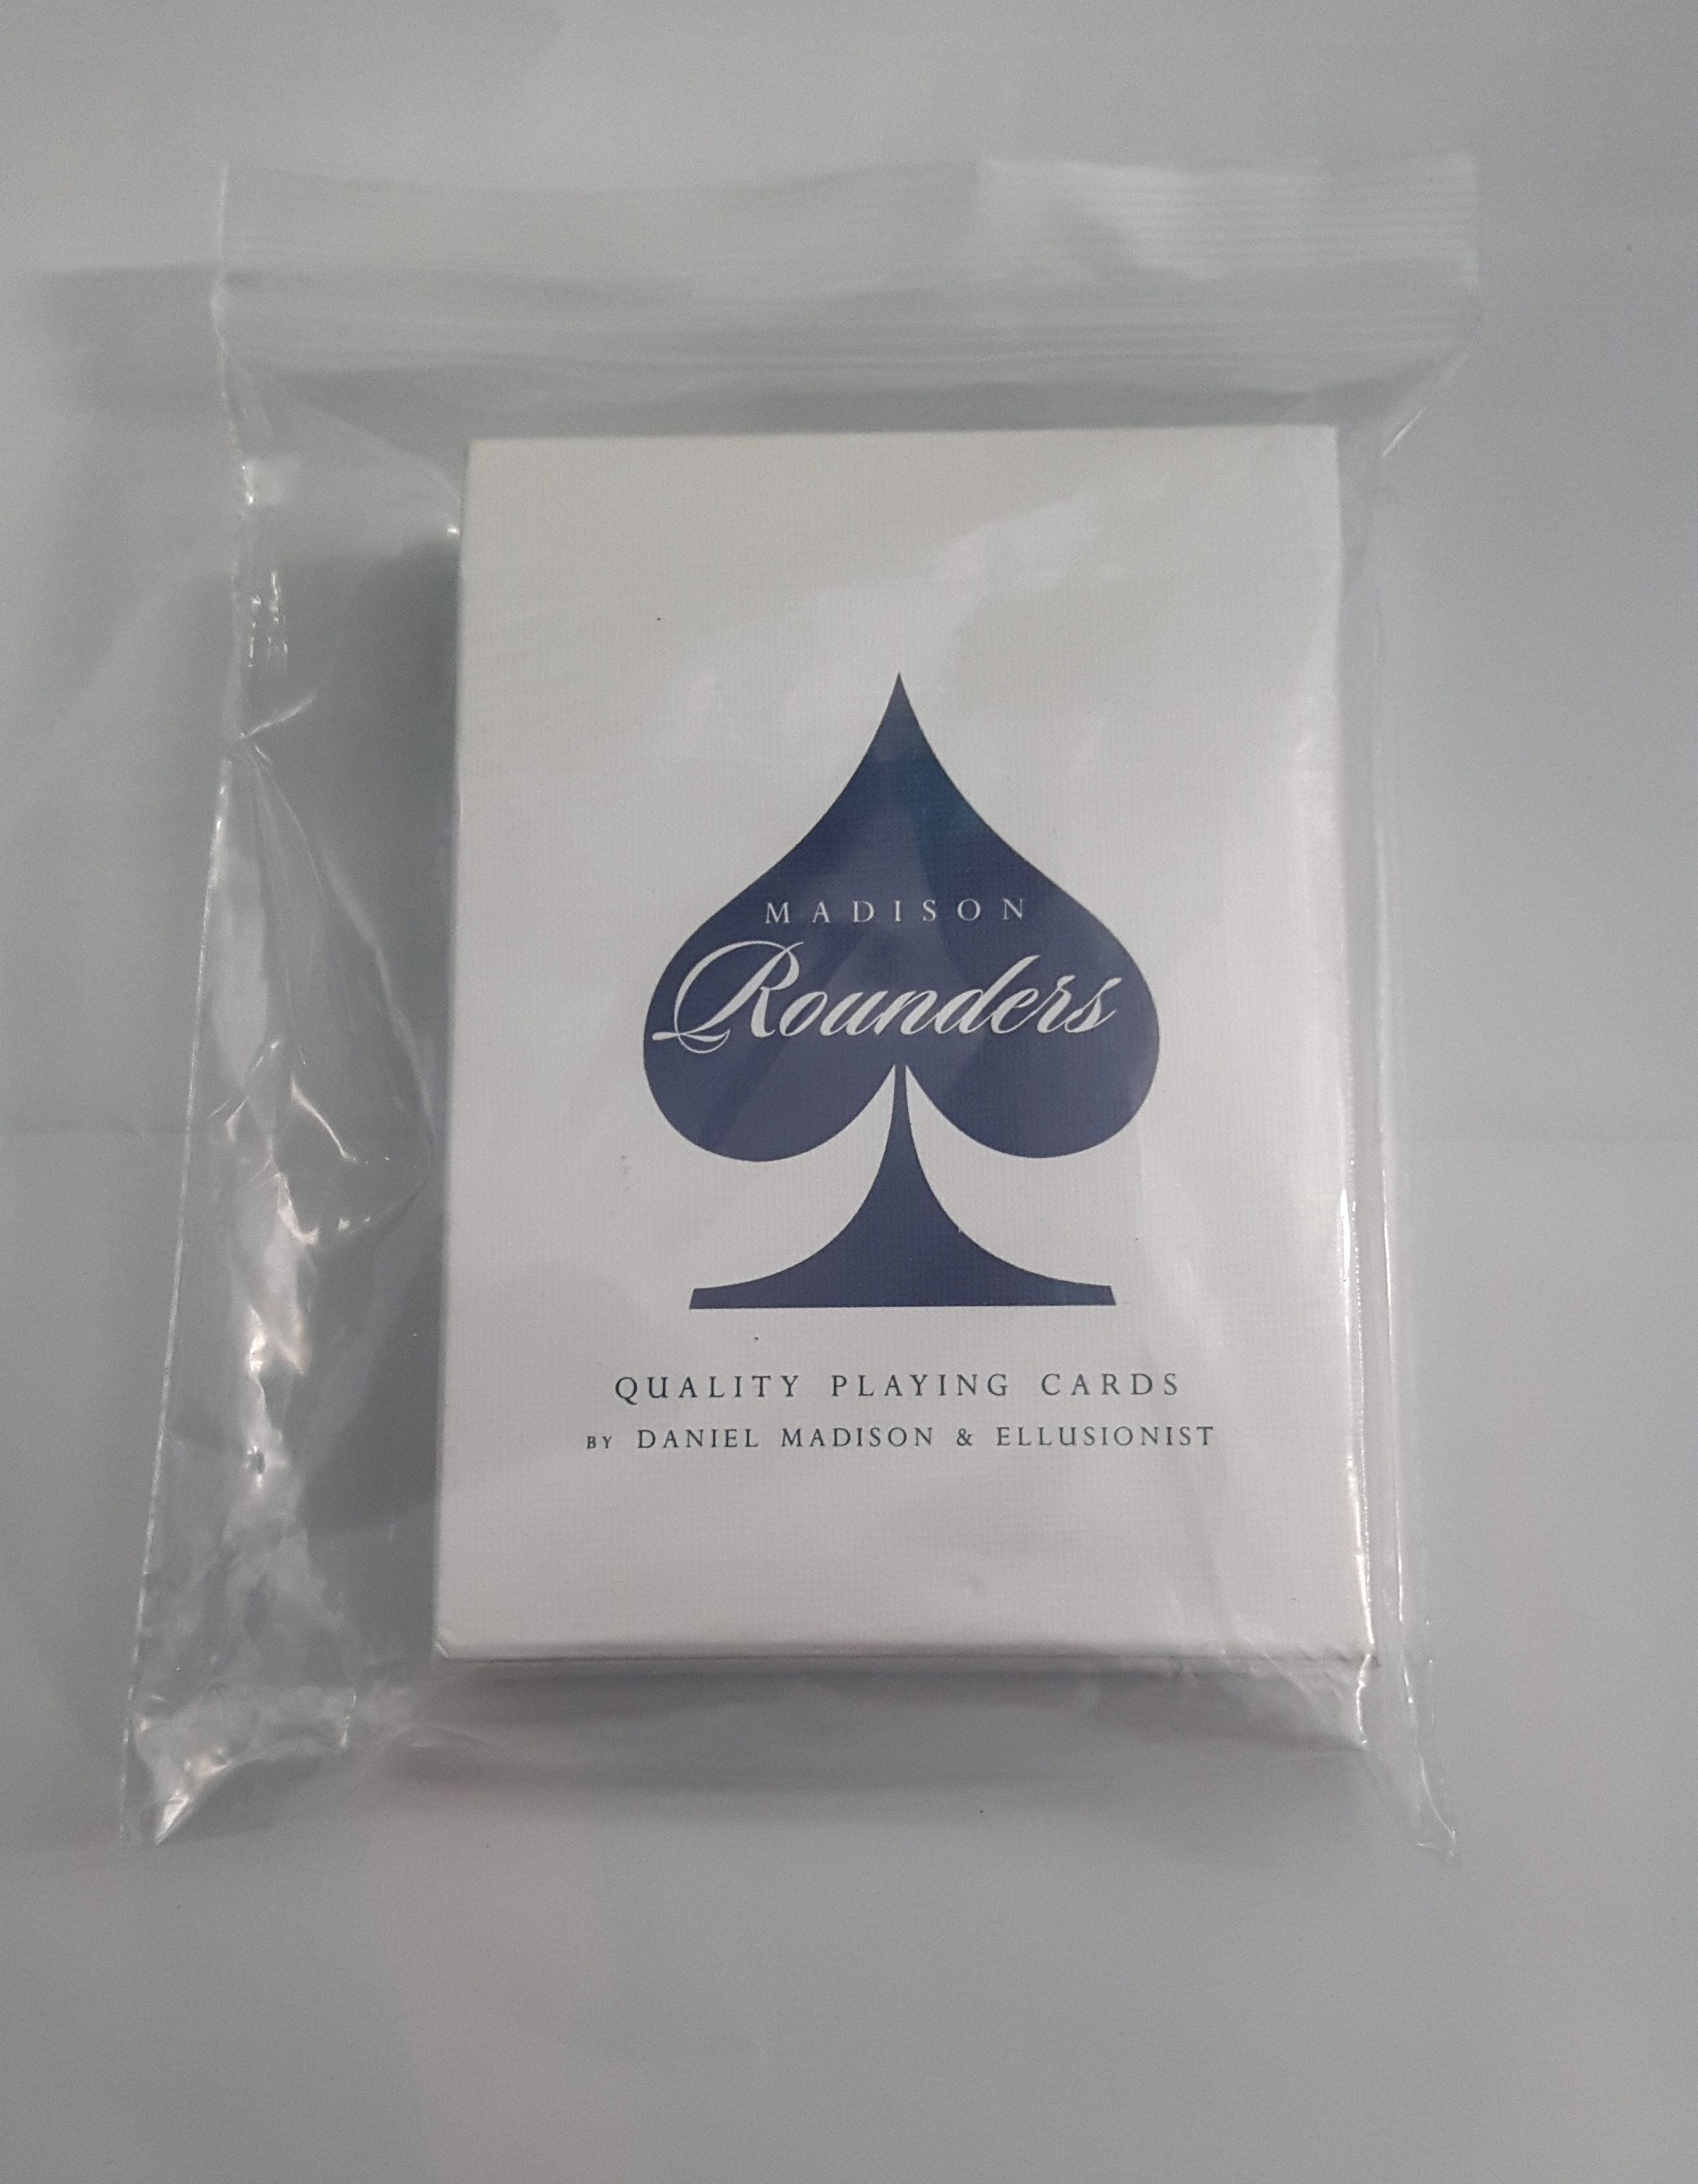 MADISON
Rounders
QUALITY PLAYING CARDS
BY DANIEL MADISON & ELLUSIONIST